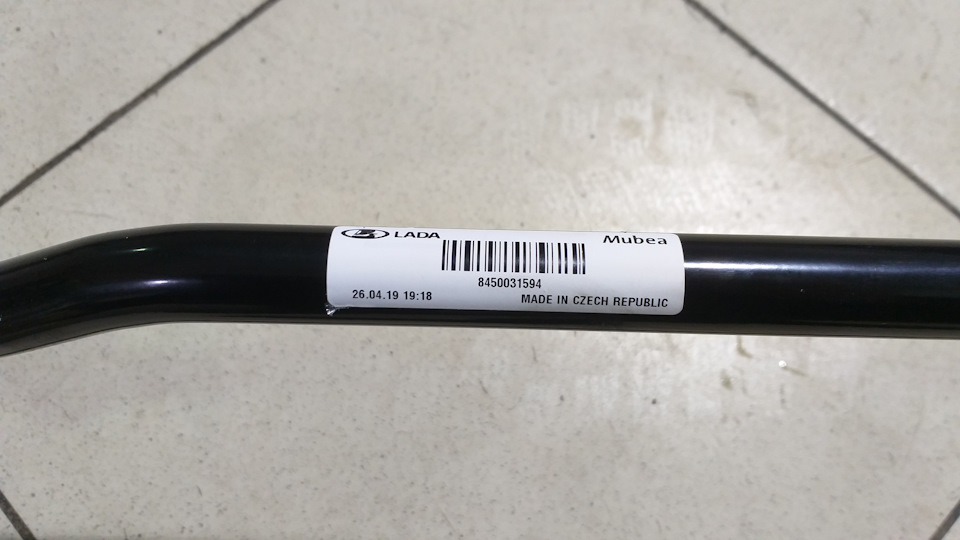 LADA
Mubea
8450031594
26.04.19 19:18
MADE IN CZECH REPUBLIC